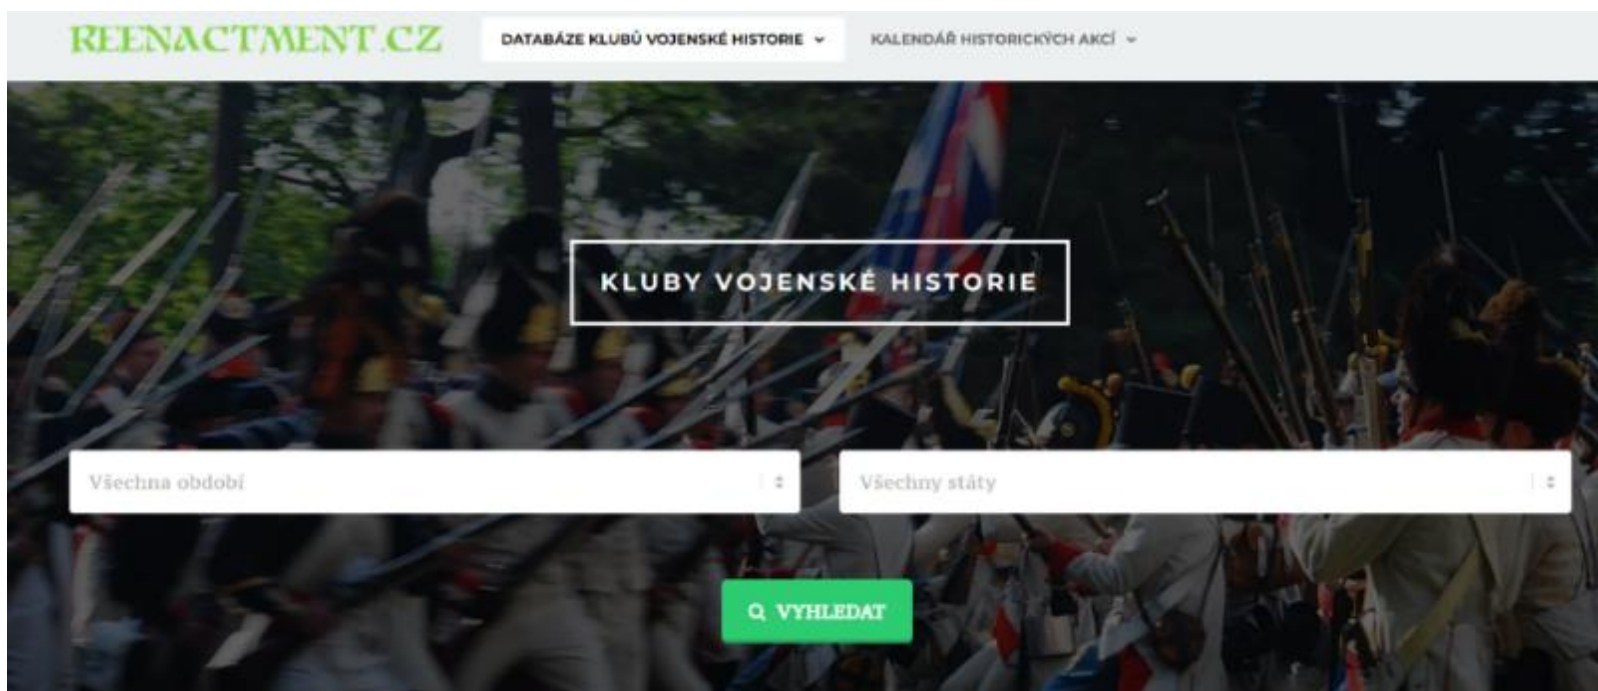 REENACTMENT.CZ
DATABÁZE KLUBŮ VOJENSKÉ HISTORIE
KALENDÁŘ HISTORICKÝCH AKCÍ
KLUBY VOJENSKÉ HISTORIE
Všechna období
Všechny státy
VYHLEDAT